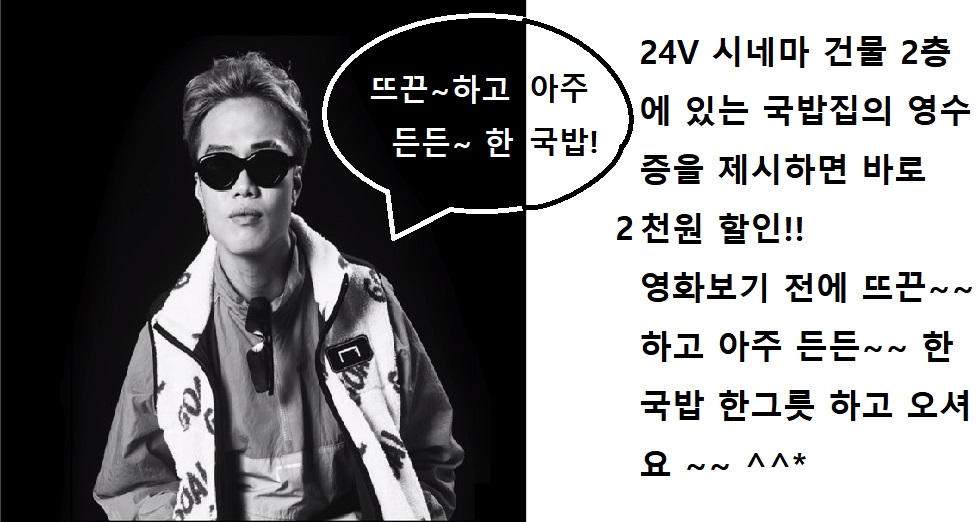 뜨끈~하고 아주
든든~ 한 국밥!
24V 시네마 건물 2층
에 있는 국밥집의 영수
증을 제시하면 바로
2천원 할인!!
영화보기 전에 뜨끈~~
하고 아주 든든~~ 한
국밥 한그릇 하고 오셔
요 ~~ ^^*